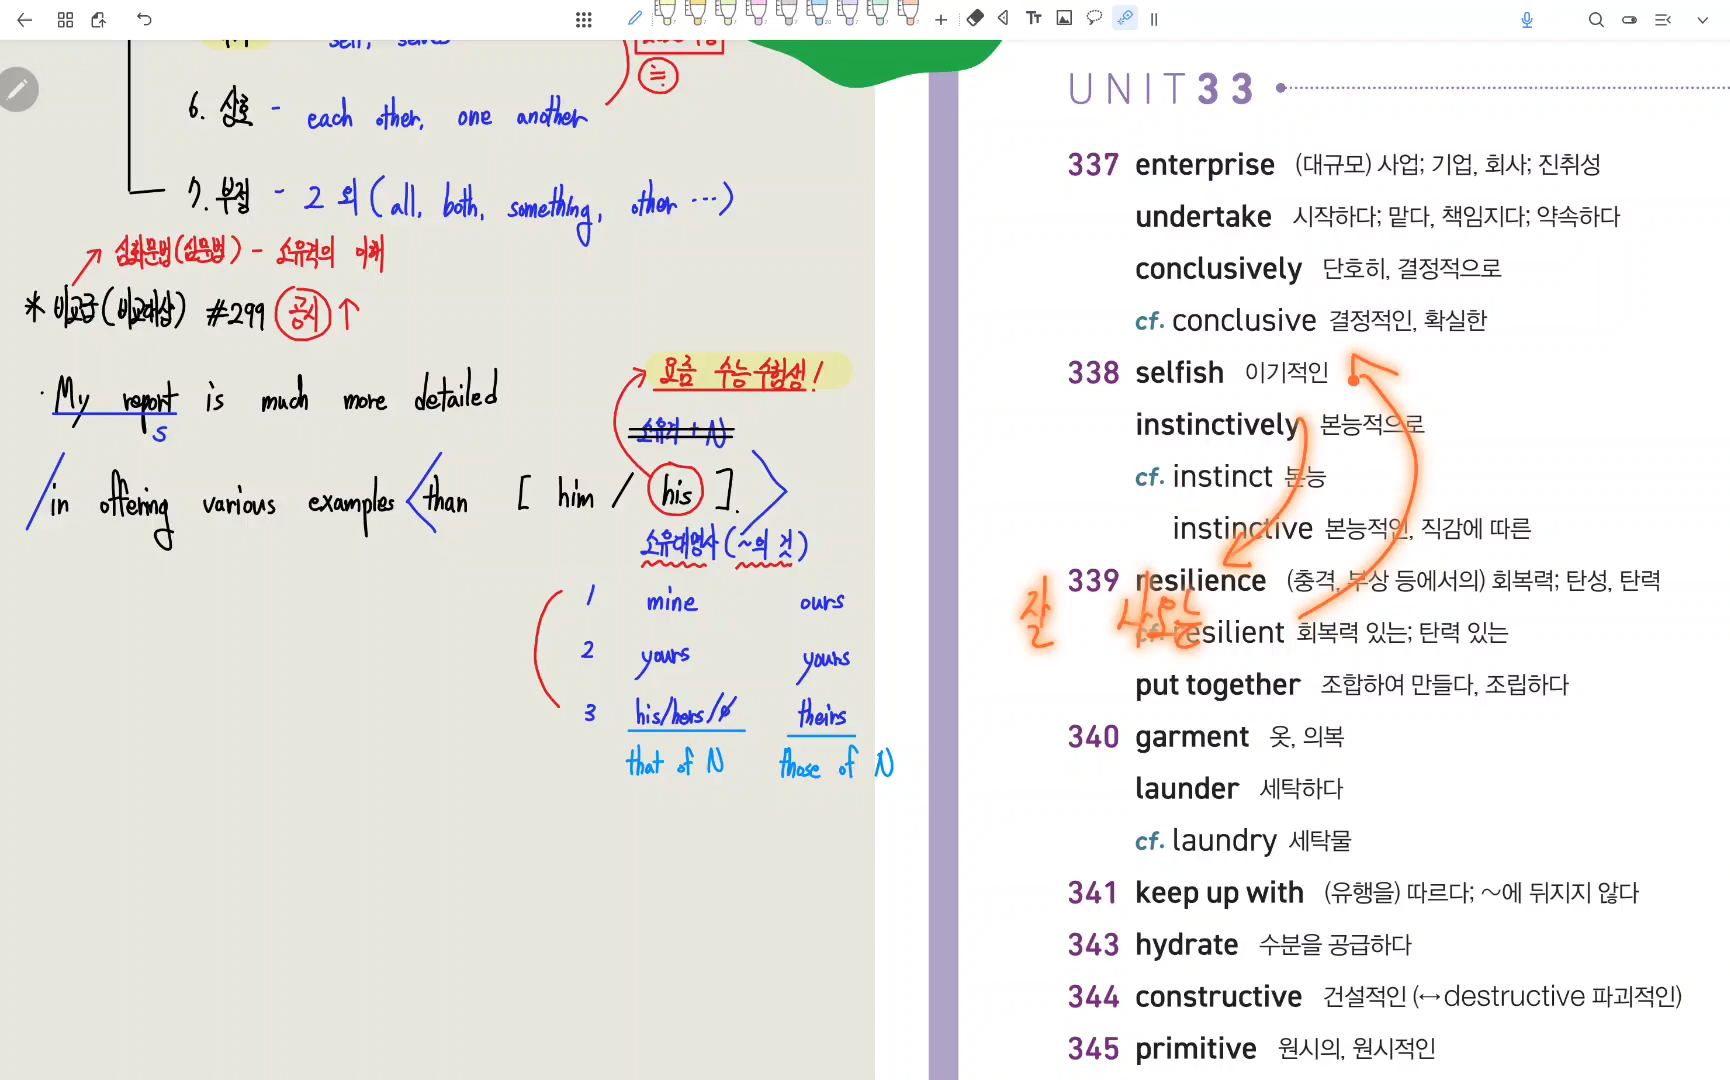 self, selves
6. 상호 - each other, one another
7. 부정 - 2 외 (all, both, something, other ...)
심화문법(심문법) - 소유격의 이해
* 비교급(비교대상) #299 공시 ↑
요즘 수능수험생!
· My report is much more detailed
S
소유격 + N
/ in offering various examples < than [ him / his ]. >
소유대명사 (~의 것)
1 mine ours
2 yours yours
3 his/hers/ø theirs
that of N those of N
UNIT 33
337 enterprise (대규모) 사업; 기업, 회사; 진취성
undertake 시작하다; 맡다, 책임지다; 약속하다
conclusively 단호히, 결정적으로
cf. conclusive 결정적인, 확실한
338 selfish 이기적인
instinctively 본능적으로
cf. instinct 본능
instinctive 본능적인, 직감에 따른
339 resilience (충격, 부상 등에서의) 회복력; 탄성, 탄력
잘
cf. resilient 회복력 있는; 탄력 있는
put together 조합하여 만들다, 조립하다
340 garment 옷, 의복
launder 세탁하다
cf. laundry 세탁물
341 keep up with (유행을) 따르다; ~에 뒤지지 않다
343 hydrate 수분을 공급하다
344 constructive 건설적인 (↔destructive 파괴적인)
345 primitive 원시의, 원시적인